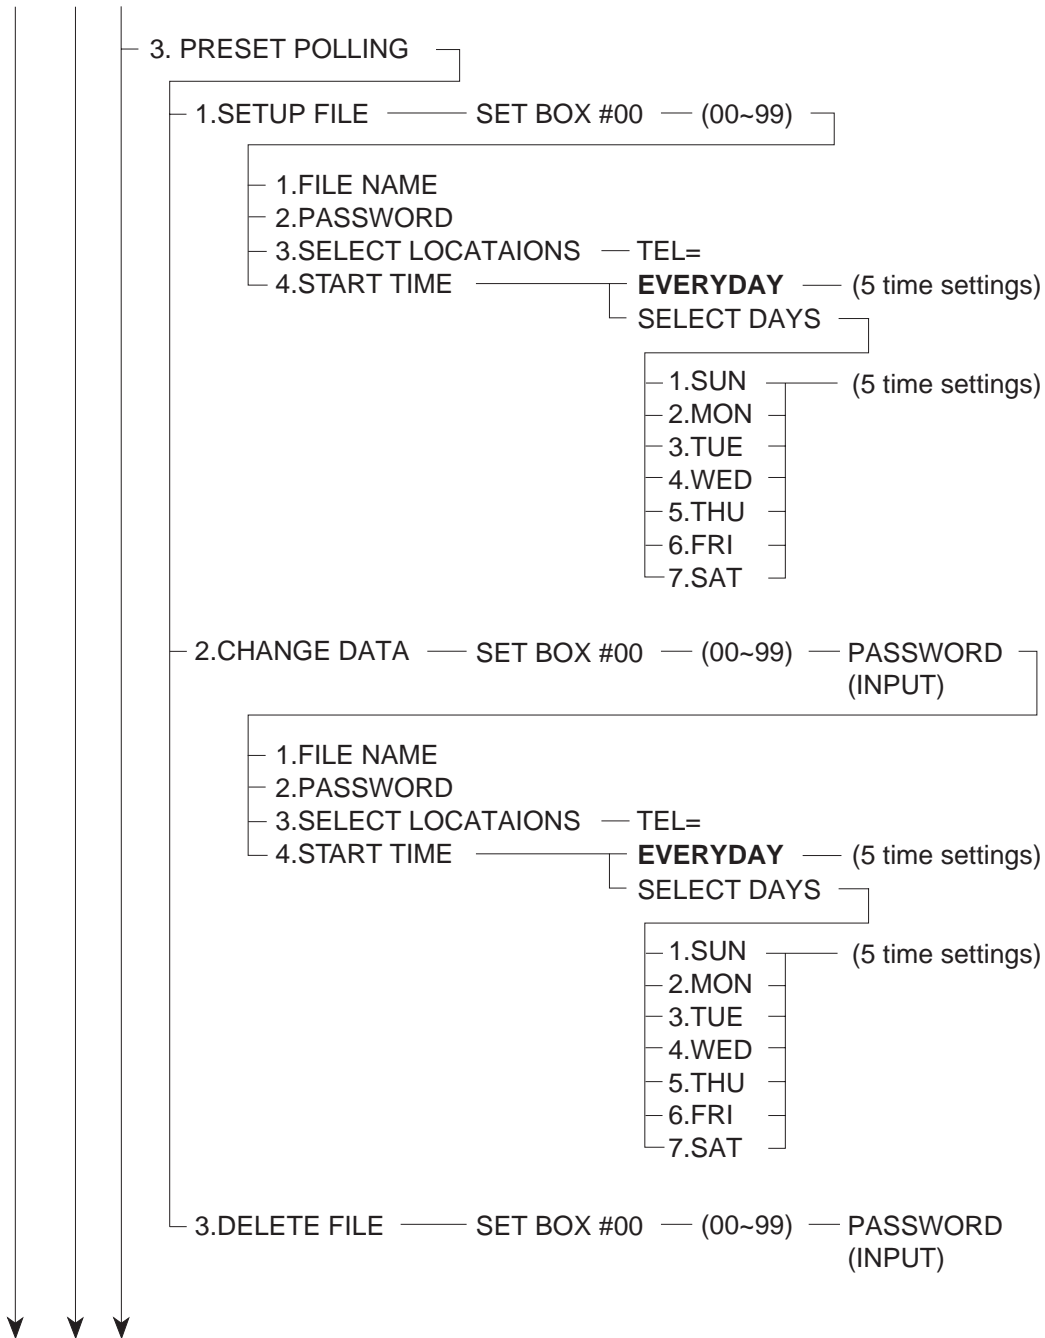 3. PRESET POLLING
1.SETUP FILE SET BOX #00 (00~99)
1.FILE NAME
2.PASSWORD
3.SELECT LOCATAIONS TEL=
4.START TIME EVERYDAY (5 time settings)
SELECT DAYS
1.SUN (5 time settings)
2.MON
3.TUE
4.WED
5.THU
6.FRI
7.SAT
2.CHANGE DATA SET BOX #00 (00~99) PASSWORD
(INPUT)
1.FILE NAME
2.PASSWORD
3.SELECT LOCATAIONS TEL=
4.START TIME EVERYDAY (5 time settings)
SELECT DAYS
1.SUN (5 time settings)
2.MON
3.TUE
4.WED
5.THU
6.FRI
7.SAT
3.DELETE FILE SET BOX #00 (00~99) PASSWORD
(INPUT)